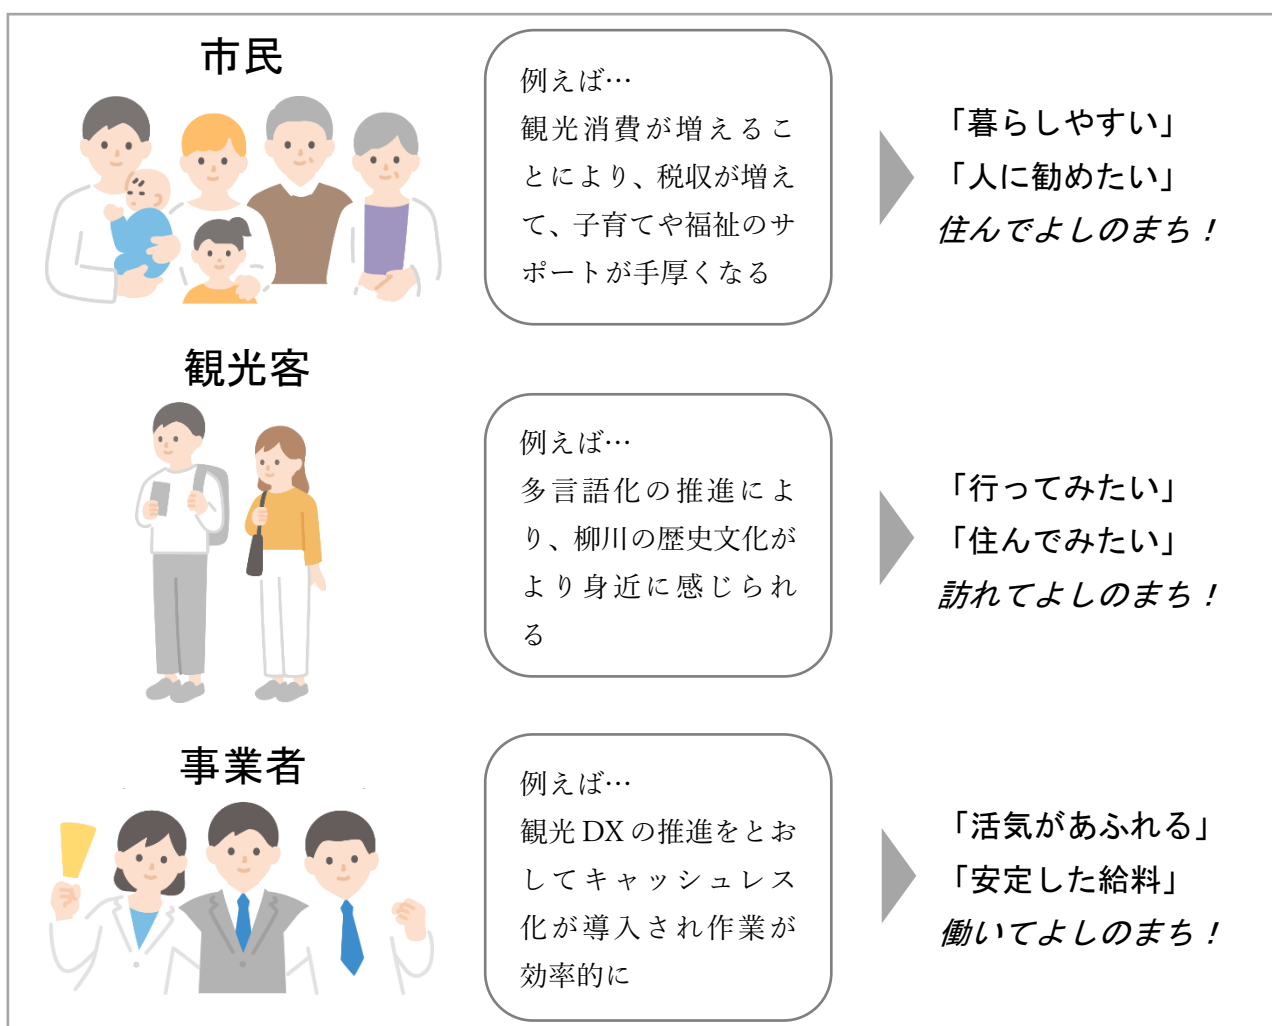 市民
例えば…
観光消費が増えるこ
とにより、税収が増え
て、子育てや福祉のサ
ポートが手厚くなる
「暮らしやすい」
「人に勧めたい」
住んでよしのまち！
観光客
例えば…
多言語化の推進によ
り、柳川の歴史文化が
より身近に感じられ
る
「行ってみたい」
「住んでみたい」
訪れてよしのまち！
事業者
例えば…
観光 DX の推進をとお
してキャッシュレス
化が導入され作業が
効率的に
「活気があふれる」
「安定した給料」
働いてよしのまち！